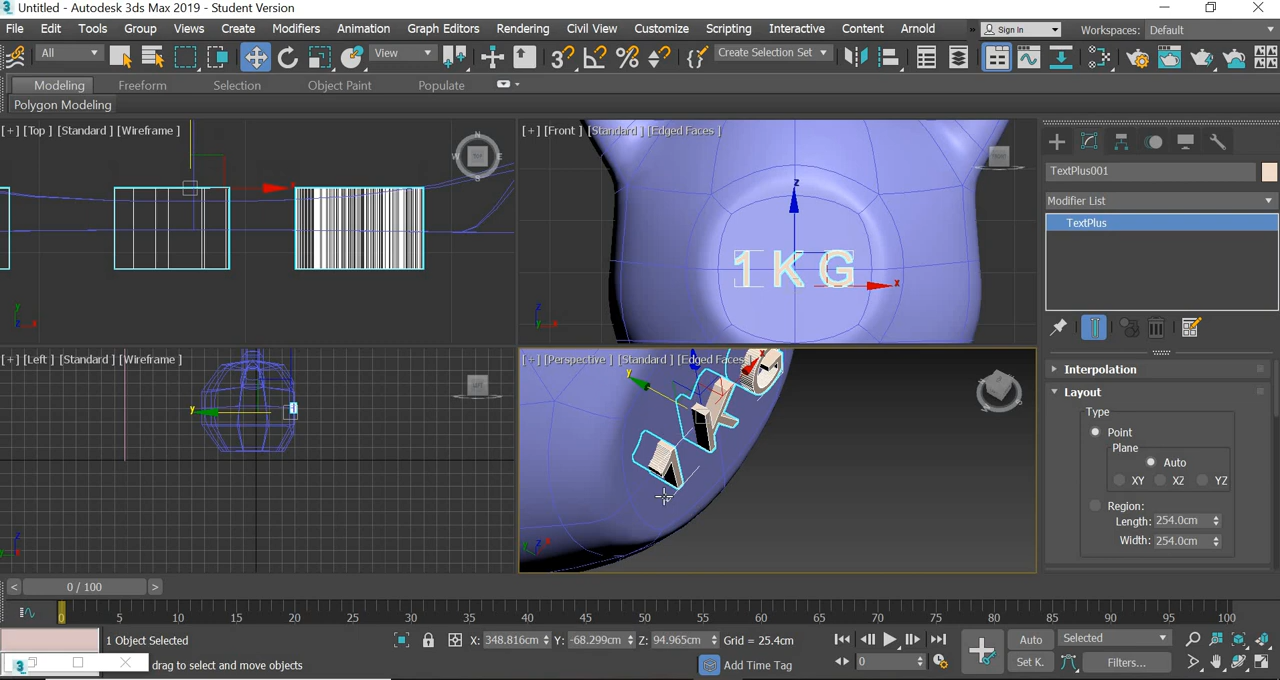 Untitled - Autodesk 3ds Max 2019 - Student Version
File Edit Tools Group Views Create Modifiers Animation Graph Editors Rendering Civil View Customize Scripting Interactive Content Arnold » Sign In Workspaces: Default
All View Create Selection Set
Modeling Freeform Selection Object Paint Populate
Polygon Modeling
[+] [Top ] [Standard ] [Wireframe ]
[+] [Front ] [Standard ] [Edged Faces ]
TextPlus001
Modifier List
TextPlus
1KG
[+] [Left ] [Standard ] [Wireframe ]
[+] [Perspective ] [Standard ] [Edged Faces ]
Interpolation
Layout
Type
Point
Plane
Auto
XY XZ YZ
Region:
Length: 254.0cm
Width: 254.0cm
< 0 / 100 >
0 5 10 15 20 25 30 35 40 45 50 55 60 65 70 75 80 85 90 95 100
1 Object Selected X: 348.816cm Y: -68.299cm Z: 94.965cm Grid = 25.4cm Auto Selected
drag to select and move objects Add Time Tag 0 Set K. Filters...